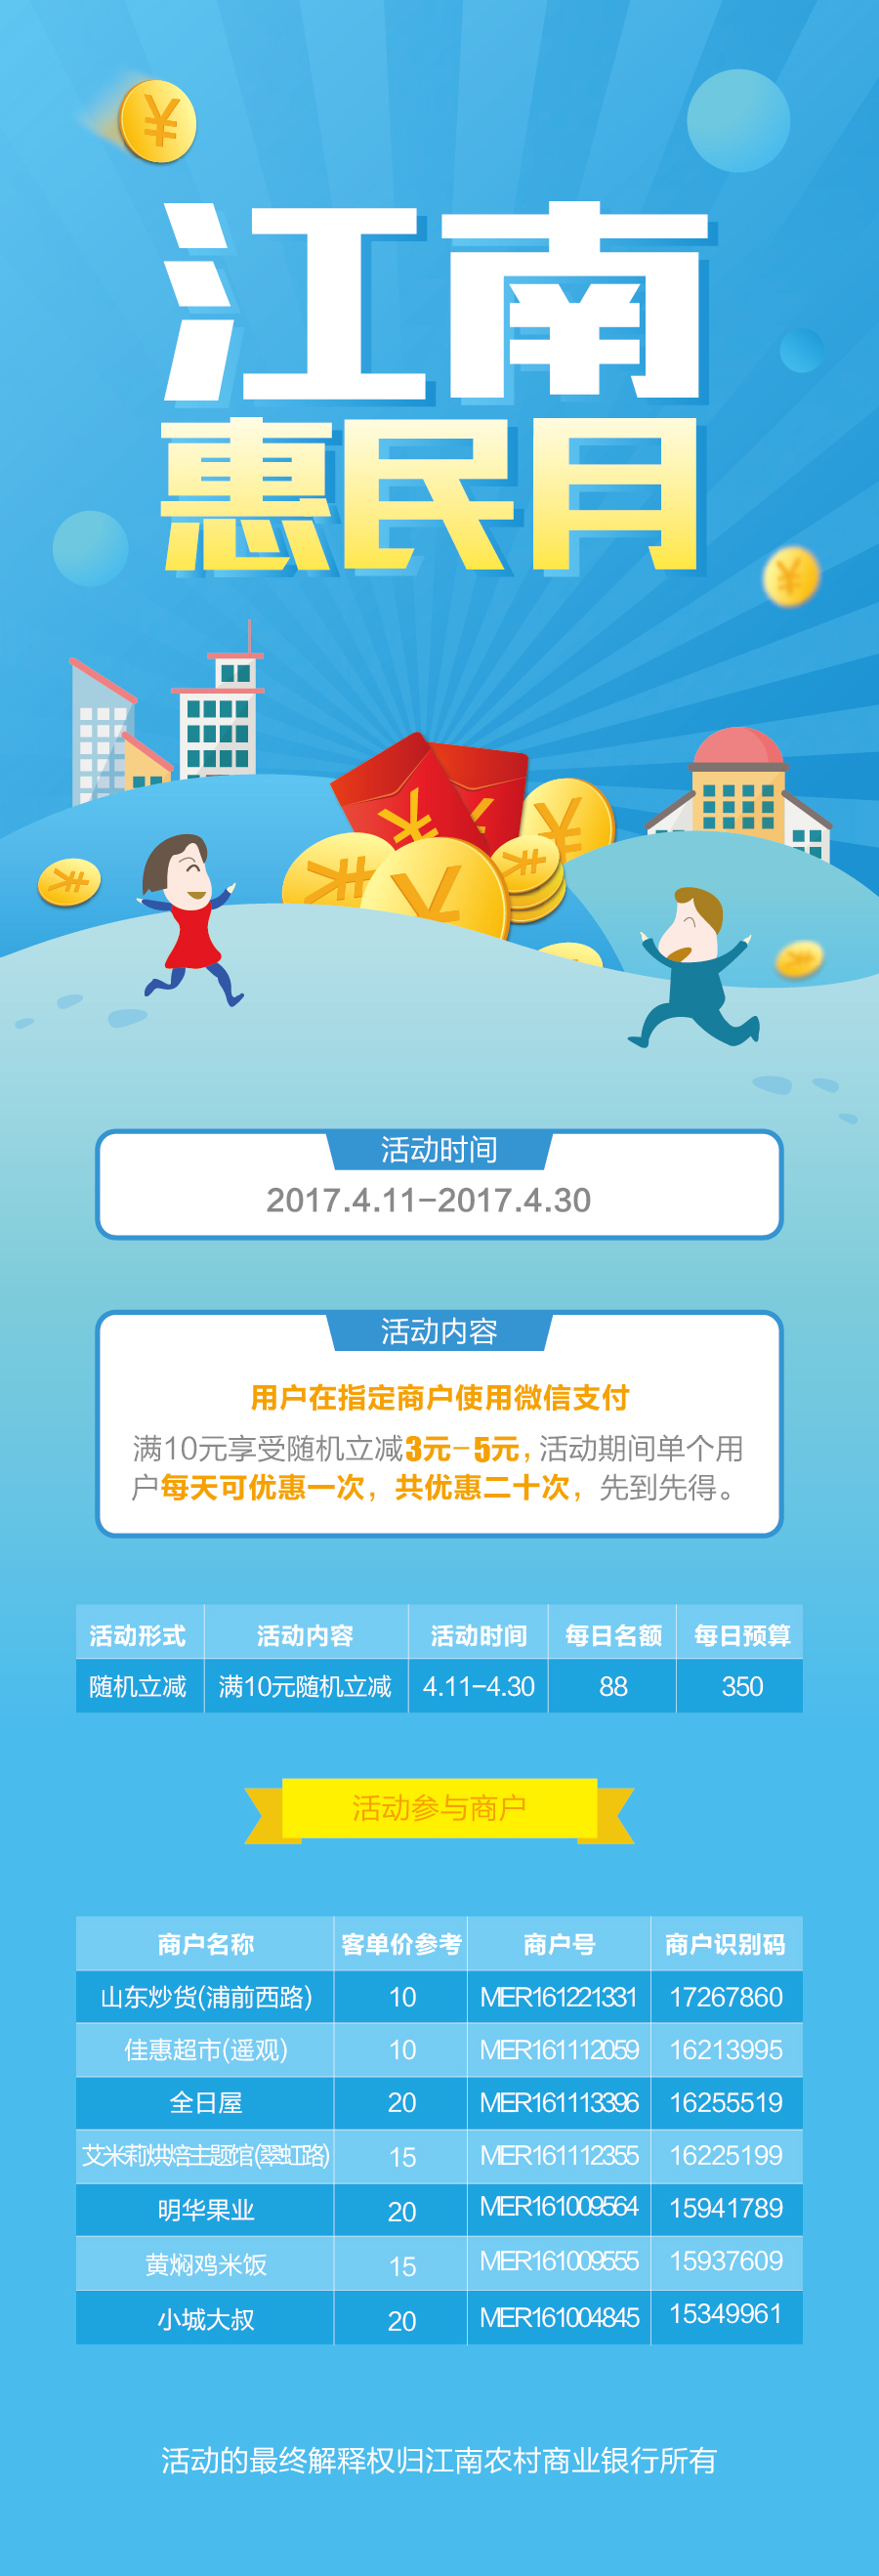 江南
惠民月
活动时间
2017.4.11-2017.4.30
活动内容
用户在指定商户使用微信支付
满10元享受随机立减3元-5元,活动期间单个用
户每天可优惠一次，共优惠二十次，先到先得。
活动形式 活动内容 活动时间 每日名额 每日预算
随机立减 满10元随机立减 4.11-4.30 88 350
活动参与商户
商户名称 客单价参考 商户号 商户识别码
山东炒货(浦前西路) 10 MER161221331 17267860
佳惠超市(遥观) 10 MER161112059 16213995
全日屋 20 MER161113396 16255519
艾米莉烘焙主题馆(翠虹路) 15 MER161112355 16225199
明华果业 20 MER161009564 15941789
黄焖鸡米饭 15 MER161009555 15937609
小城大叔 20 MER161004845 15349961
活动的最终解释权归江南农村商业银行所有